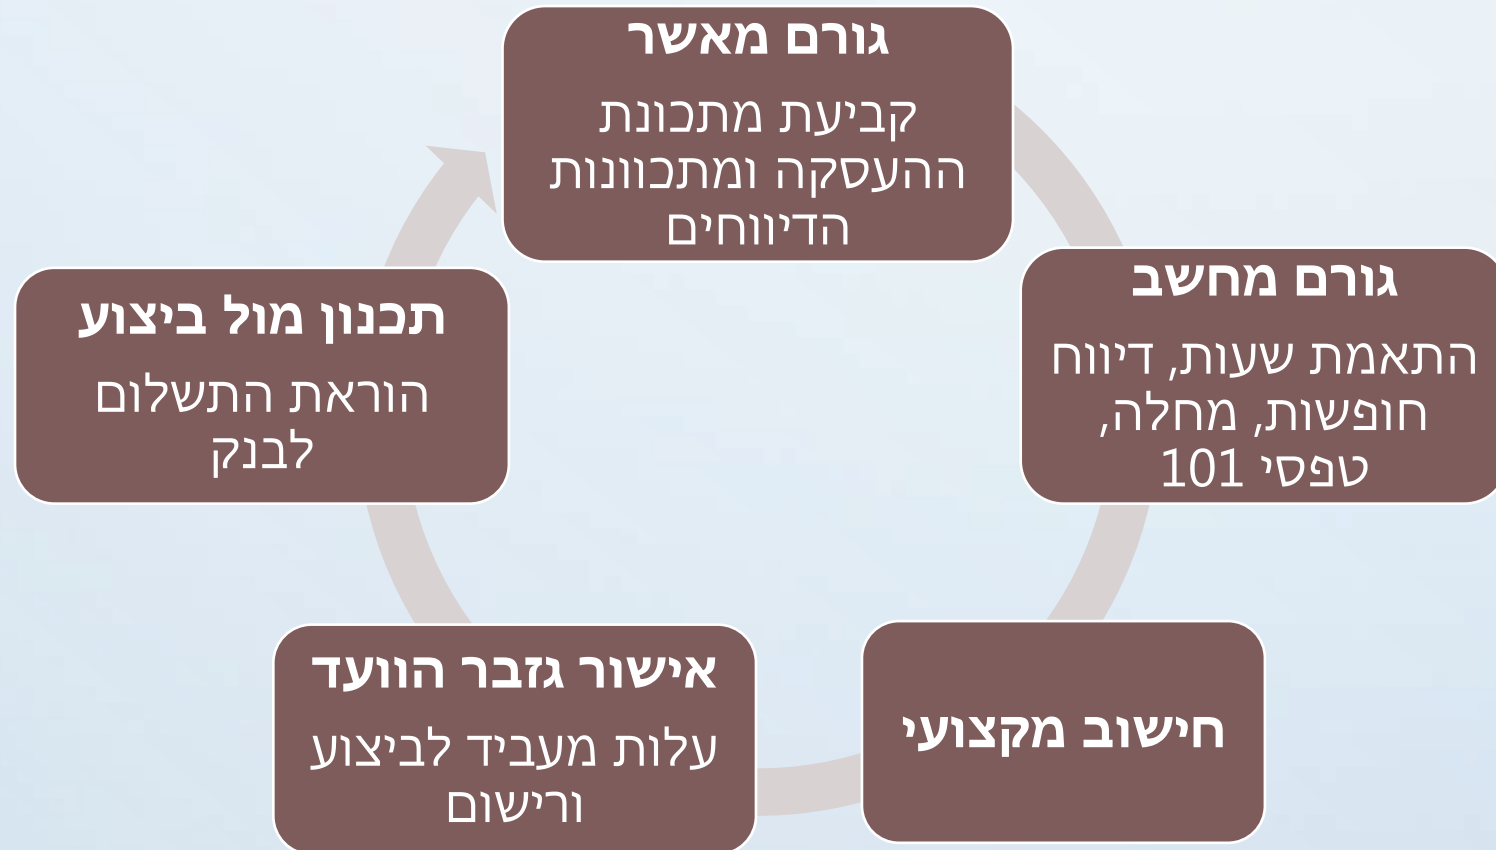 גורם מאשר
קביעת מתכונת
ההעסקה ומתכוונות
הדיווחים
גורם מחשב
התאמת שעות, דיווח
חופשות, מחלה,
טפסי 101
חישוב מקצועי
אישור גזבר הוועד
עלות מעביד לביצוע
ורישום
תכנון מול ביצוע
הוראת התשלום
לבנק